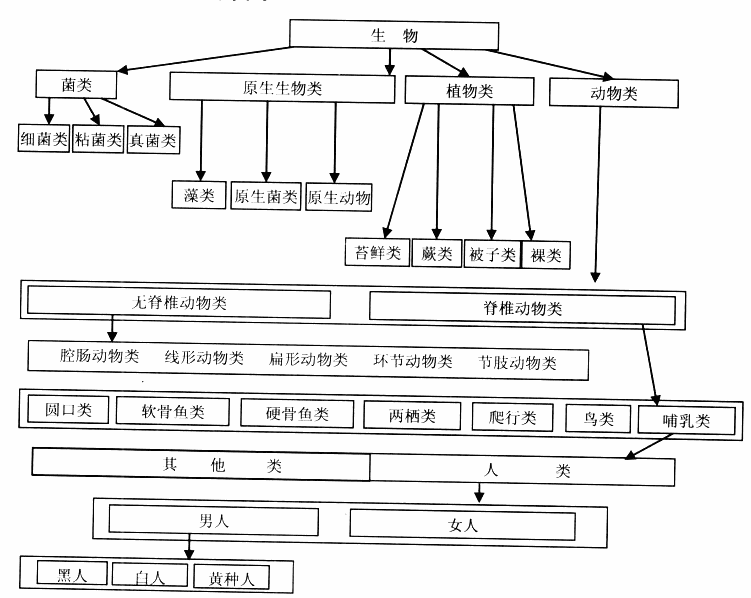 生物
菌类 原生生物类 植物类 动物类
细菌类 粘菌类 真菌类
藻类 原生菌类 原生动物
苔鲜类 蕨类 被子类 裸类
无脊椎动物类 脊椎动物类
腔肠动物类 线形动物类 扁形动物类 环节动物类 节肢动物类
圆口类 软骨鱼类 硬骨鱼类 两栖类 爬行类 鸟类 哺乳类
其他类 人类
男人 女人
黑人 白人 黄种人